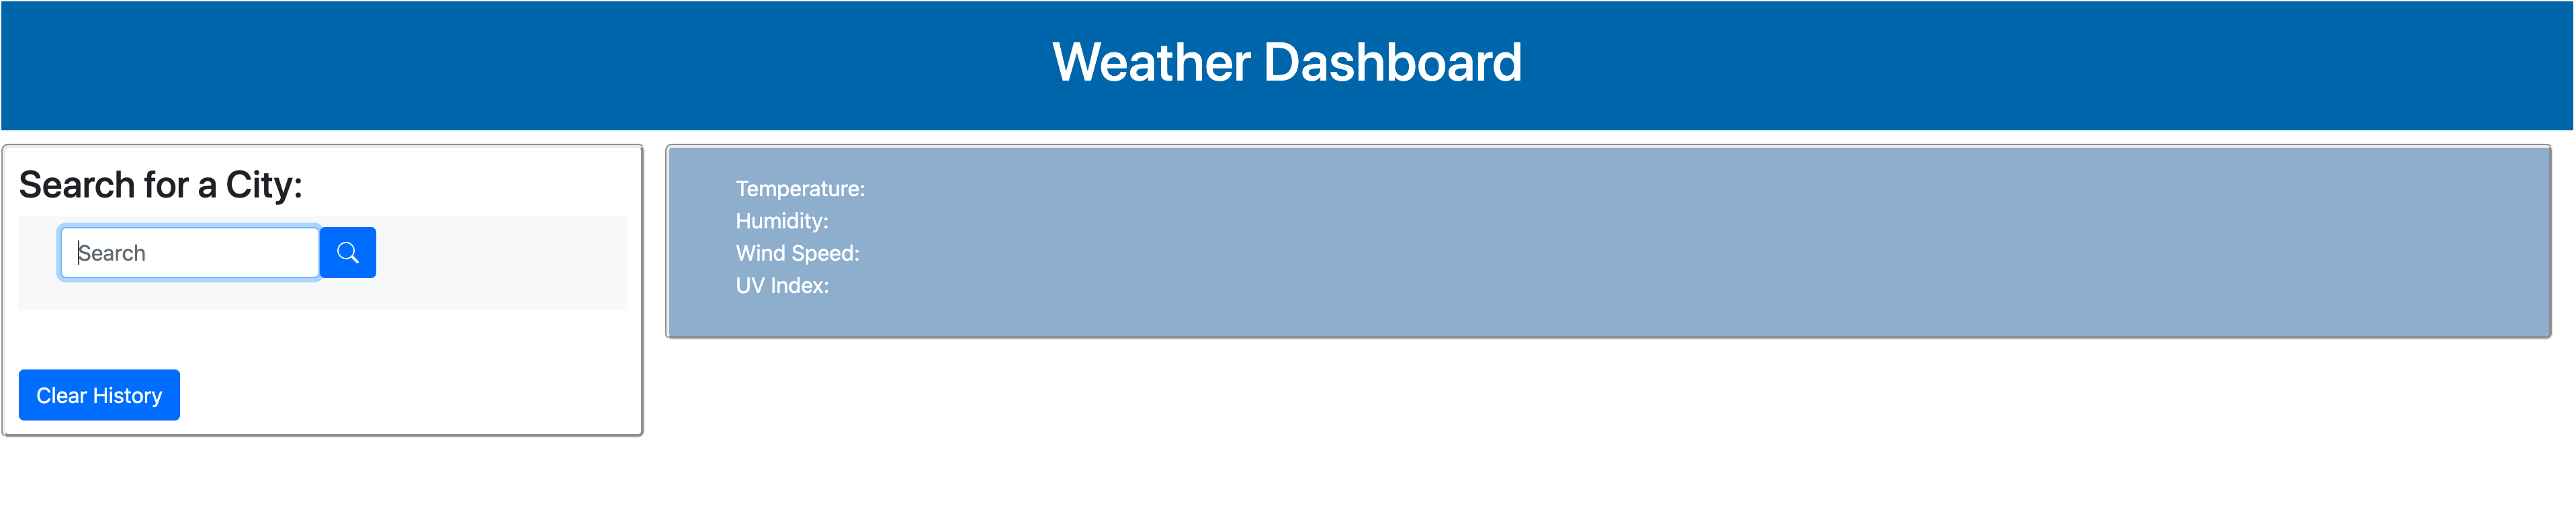 Weather Dashboard
Search for a City:
Search
Clear History
Temperature:
Humidity:
Wind Speed:
UV Index: